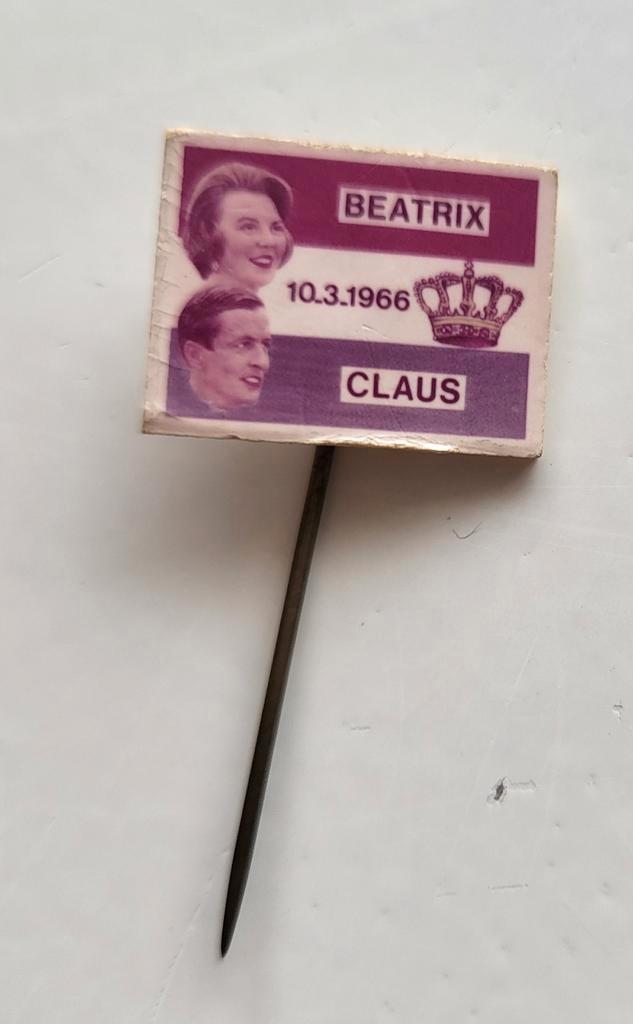 BEATRIX
10.3.1966
CLAUS